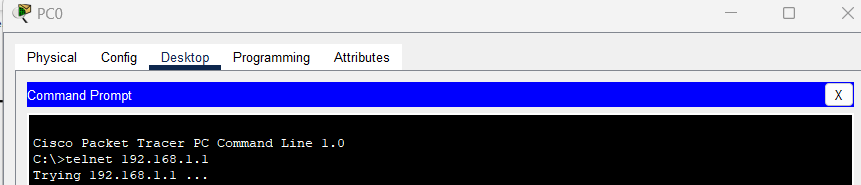 PC0
Physical Config Desktop Programming Attributes
Command Prompt X
Cisco Packet Tracer PC Command Line 1.0
C:\>telnet 192.168.1.1
Trying 192.168.1.1 ...